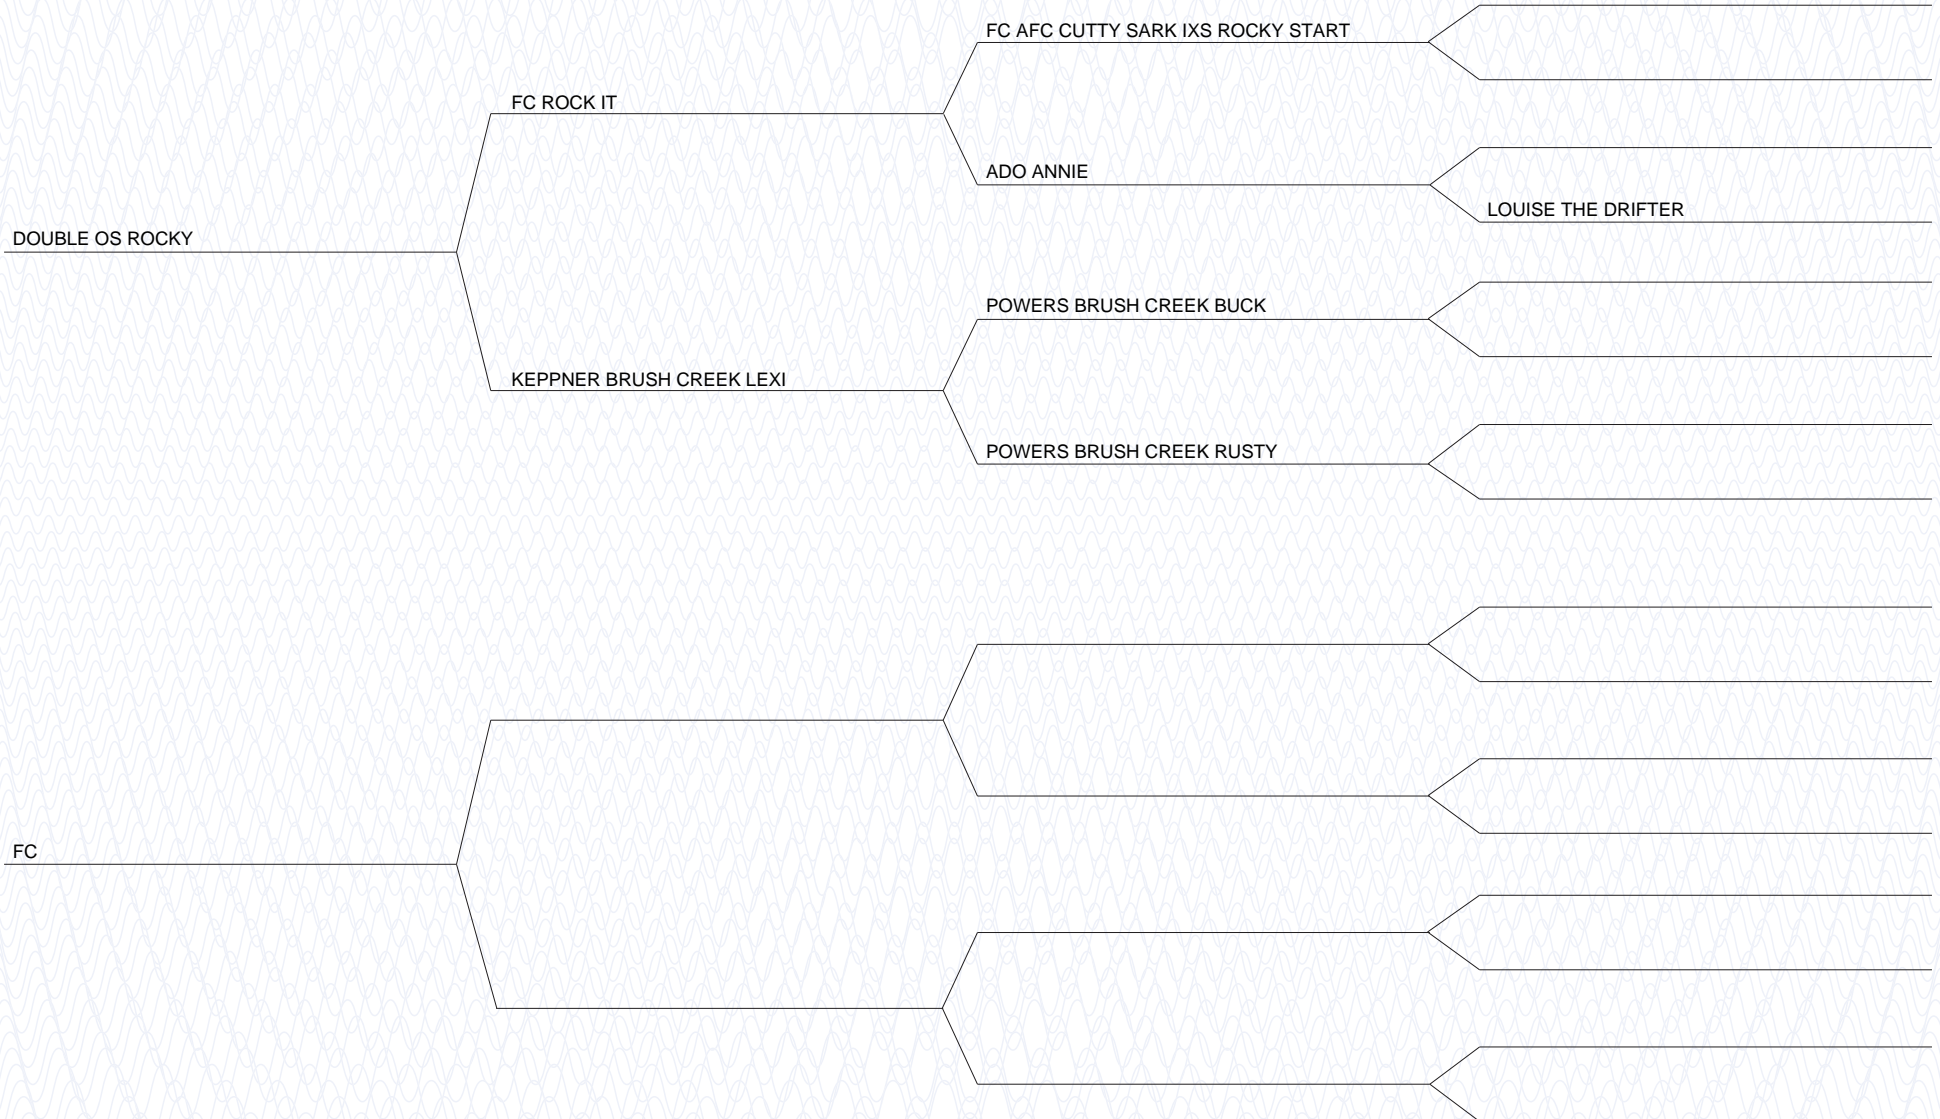 FC AFC CUTTY SARK IXS ROCKY START
FC ROCK IT
ADO ANNIE
LOUISE THE DRIFTER
DOUBLE OS ROCKY
POWERS BRUSH CREEK BUCK
KEPPNER BRUSH CREEK LEXI
POWERS BRUSH CREEK RUSTY
FC